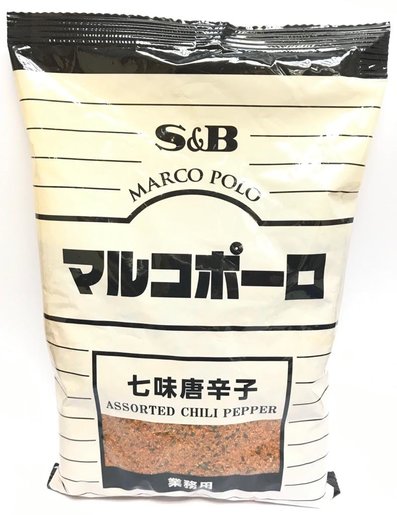 S&B
MARCO POLO
マルコポーロ
七味唐辛子
ASSORTED CHILI PEPPER
業務用